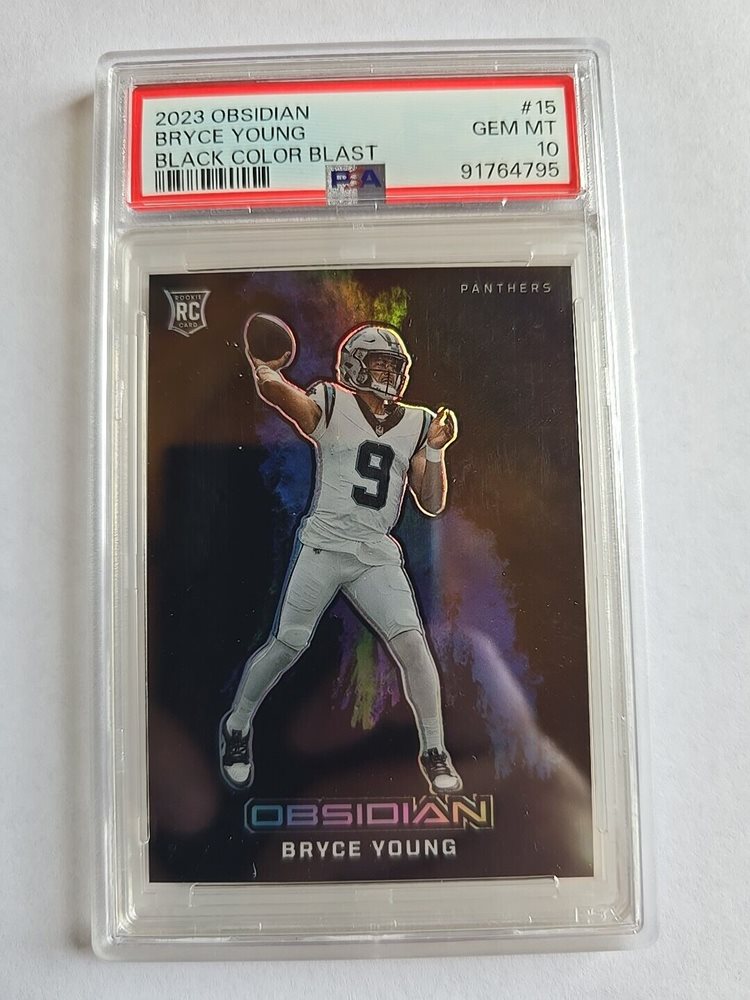 2023 OBSIDIAN
#15
BRYCE YOUNG
GEM MT
BLACK COLOR BLAST
10
PSA
91764795
ROOKIE
RC
CARD
PANTHERS
9
OBSIDIAN
BRYCE YOUNG
PSA